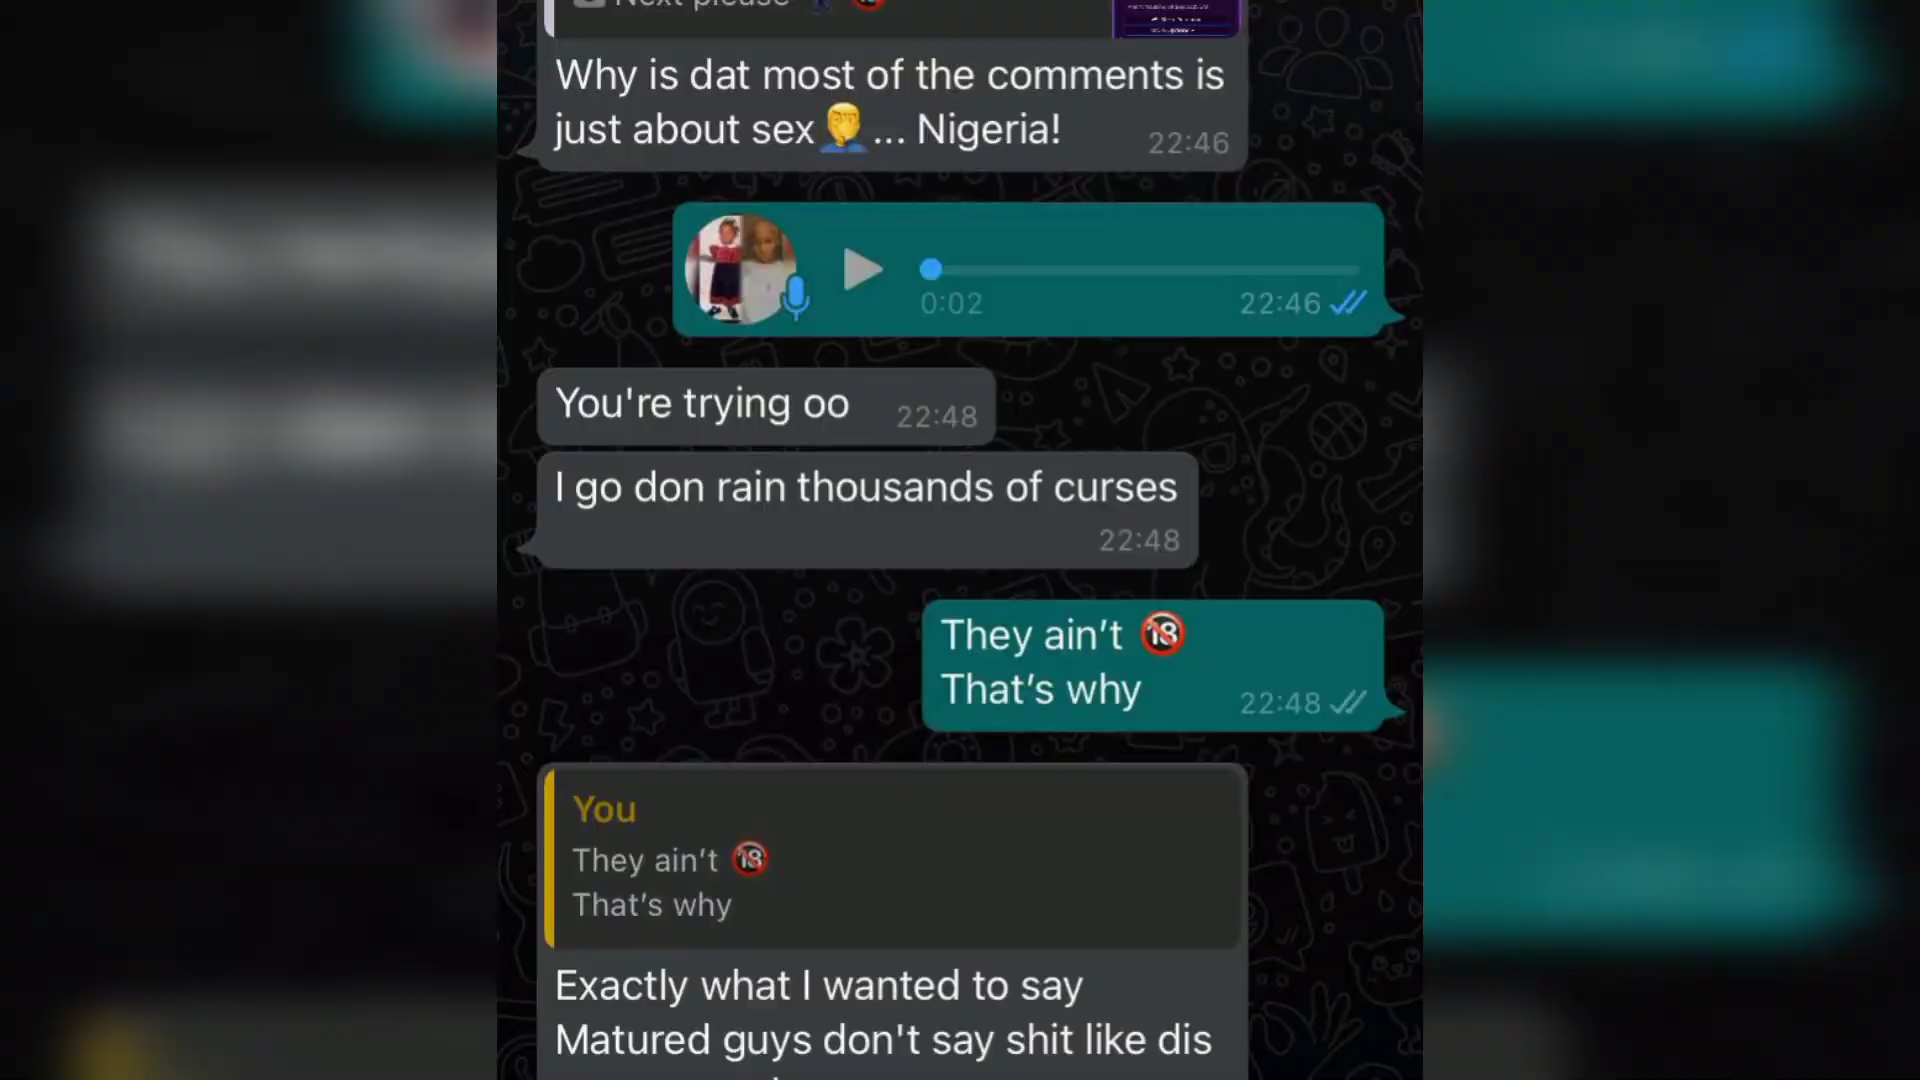 Next please
Why is dat most of the comments is
just about sex🤦... Nigeria!
22:46
0:02
22:46
You're trying oo
22:48
I go don rain thousands of curses
22:48
They ain’t 🔞
That’s why
22:48
You
They ain’t 🔞
That’s why
Exactly what I wanted to say
Matured guys don't say shit like dis